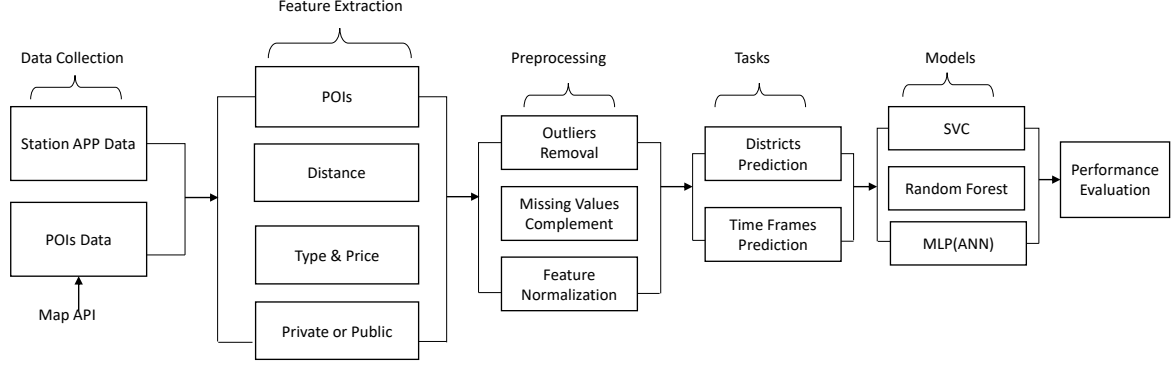 Data Collection
Station APP Data
POIs Data
Map API
Feature Extraction
POIs
Distance
Type & Price
Private or Public
Preprocessing
Outliers
Removal
Missing Values
Complement
Feature
Normalization
Tasks
Districts
Prediction
Time Frames
Prediction
Models
SVC
Random Forest
MLP(ANN)
Performance
Evaluation